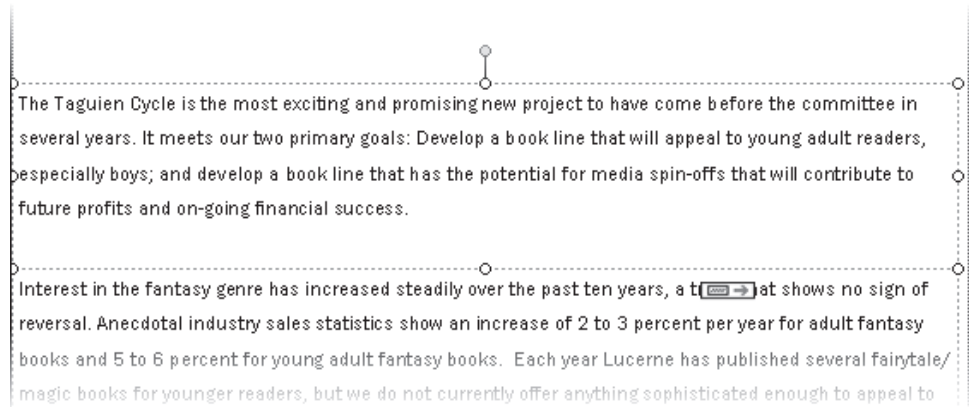 The Taguien Cycle is the most exciting and promising new project to have come before the committee in
several years. It meets our two primary goals: Develop a book line that will appeal to young adult readers,
especially boys; and develop a book line that has the potential for media spin-offs that will contribute to
future profits and on-going financial success.
Interest in the fantasy genre has increased steadily over the past ten years, a t at shows no sign of
reversal. Anecdotal industry sales statistics show an increase of 2 to 3 percent per year for adult fantasy
books and 5 to 6 percent for young adult fantasy books. Each year Lucerne has published several fairytale/
magic books for younger readers, but we do not currently offer anything sophisticated enough to appeal to